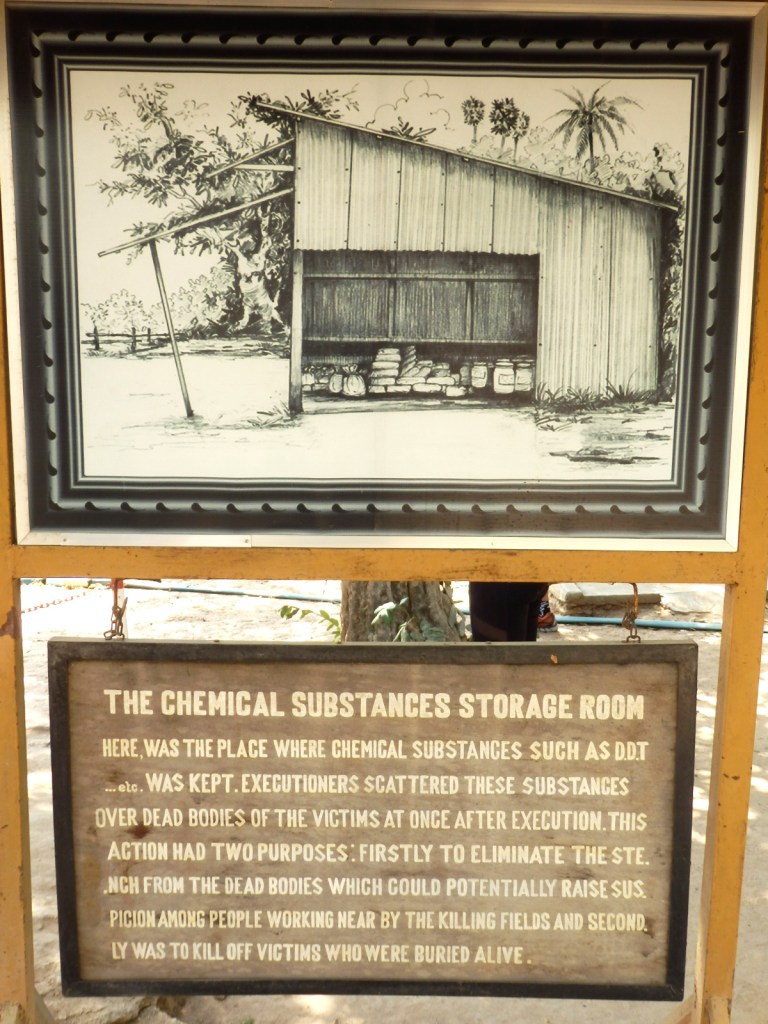 THE CHEMICAL SUBSTANCES STORAGE ROOM
HERE, WAS THE PLACE WHERE CHEMICAL SUBSTANCES SUCH AS D.D.T
...etc. WAS KEPT. EXECUTIONERS SCATTERED THESE SUBSTANCES
OVER DEAD BODIES OF THE VICTIMS AT ONCE AFTER EXECUTION. THIS
ACTION HAD TWO PURPOSES: FIRSTLY TO ELIMINATE THE STE.
.NCH FROM THE DEAD BODIES WHICH COULD POTENTIALLY RAISE SUS.
PICION AMONG PEOPLE WORKING NEAR BY THE KILLING FIELDS AND SECOND.
LY WAS TO KILL OFF VICTIMS WHO WERE BURIED ALIVE.